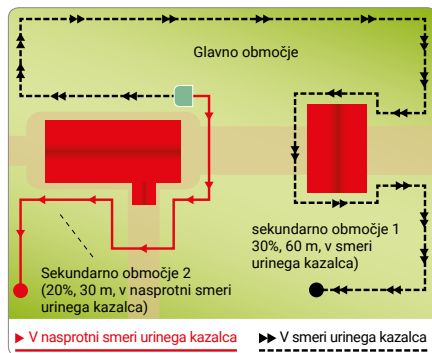 Glavno območje
sekundarno območje 1
30%, 60 m, v smeri
urinega kazalca)
Sekundarno območje 2
(20%, 30 m, v nasprotni smeri
urinega kazalca)
V nasprotni smeri urinega kazalca
V smeri urinega kazalca